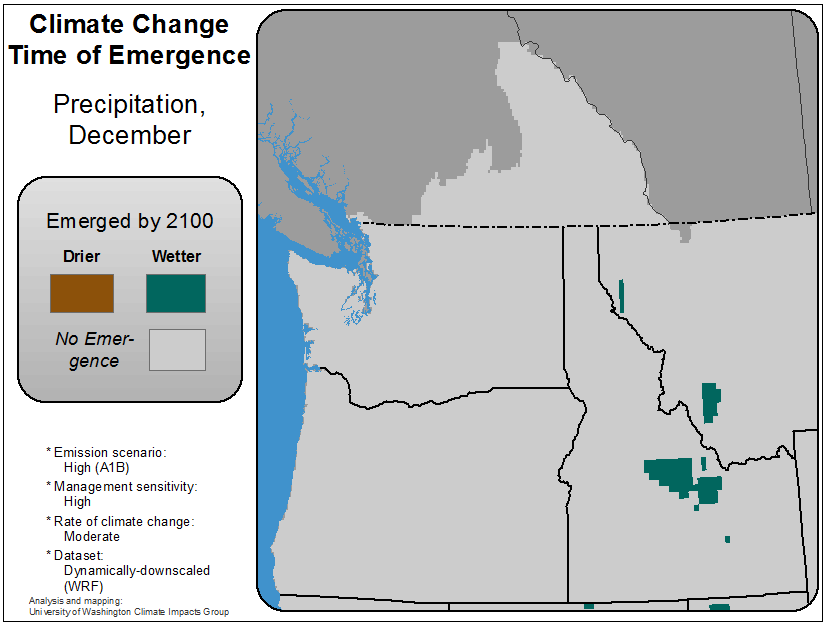 Climate Change
Time of Emergence
Precipitation,
December
Emerged by 2100
Drier Wetter
No Emer-
gence
* Emission scenario:
High (A1B)
* Management sensitivity:
High
* Rate of climate change:
Moderate
* Dataset:
Dynamically-downscaled
(WRF)
Analysis and mapping:
University of Washington Climate Impacts Group